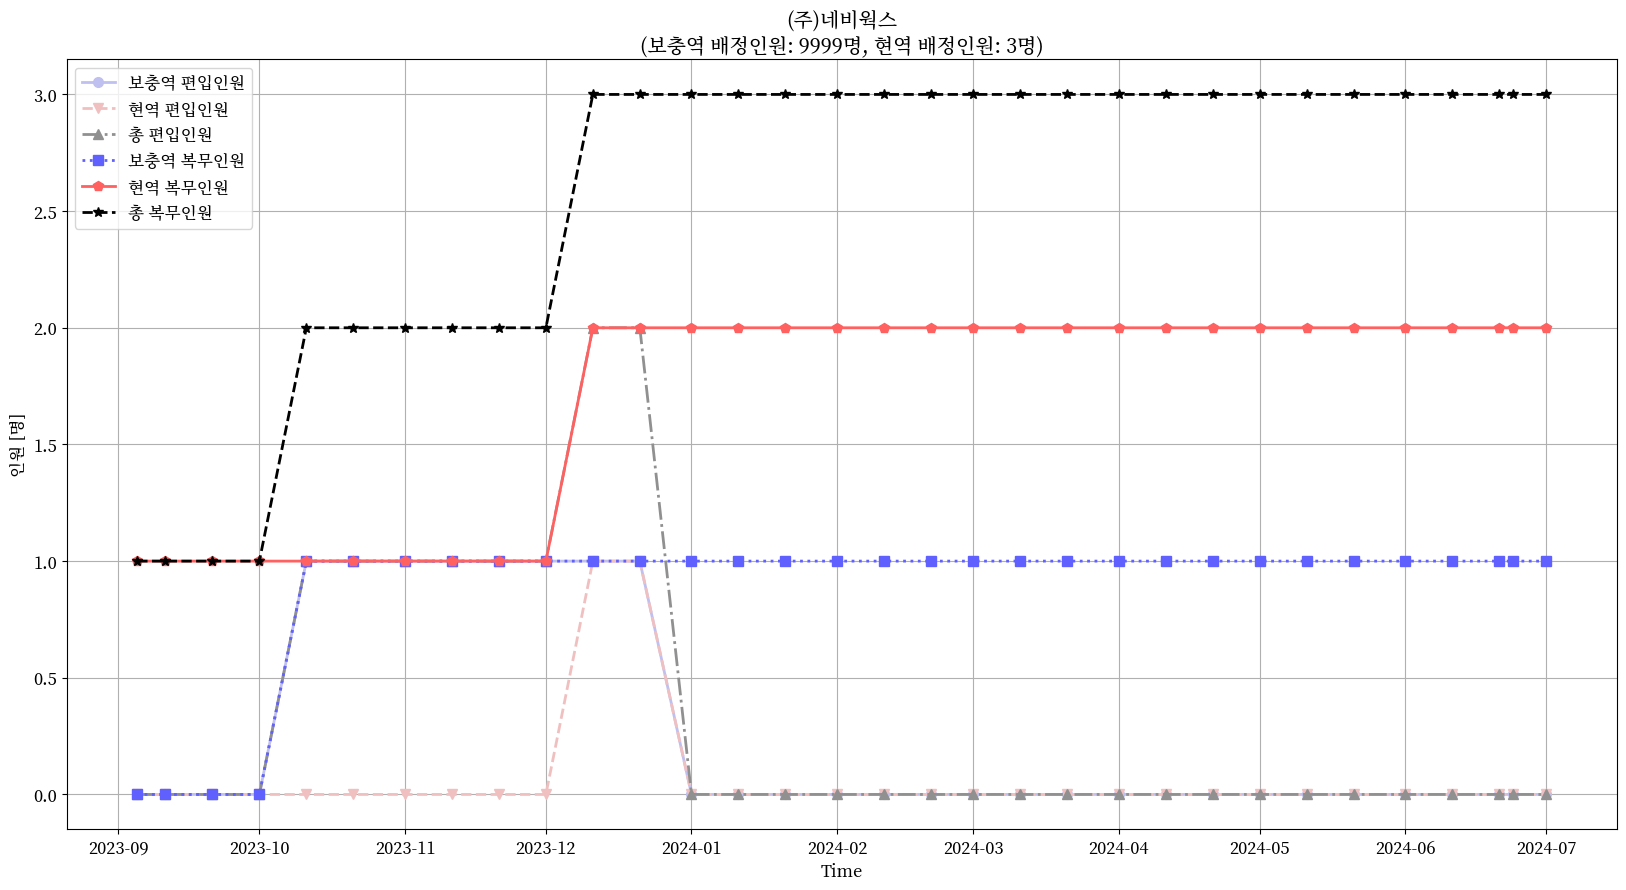 (주)네비웍스
(보충역 배정인원: 9999명, 현역 배정인원: 3명)
보충역 편입인원
현역 편입인원
총 편입인원
보충역 복무인원
현역 복무인원
총 복무인원
인원 [명]
3.0
2.5
2.0
1.5
1.0
0.5
0.0
2023-09 2023-10 2023-11 2023-12 2024-01 2024-02 2024-03 2024-04 2024-05 2024-06 2024-07
Time